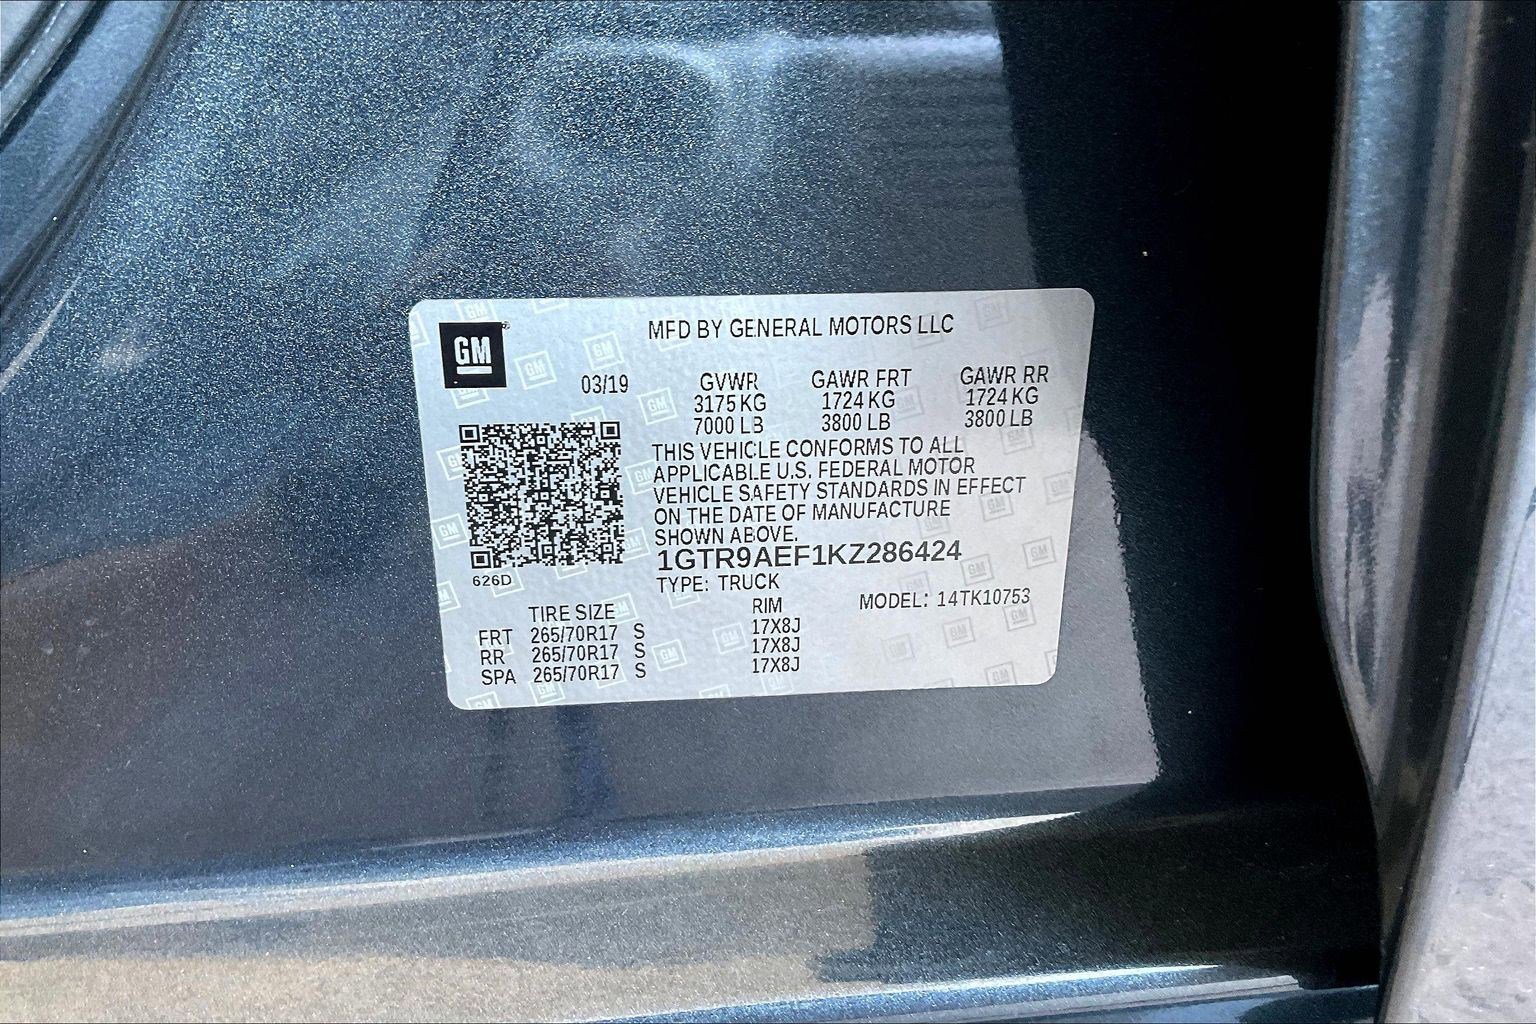 GM
MFD BY GENERAL MOTORS LLC
03/19 GVWR GAWR FRT GAWR RR
3175 KG 1724 KG 1724 KG
7000 LB 3800 LB 3800 LB
THIS VEHICLE CONFORMS TO ALL
APPLICABLE U.S. FEDERAL MOTOR
VEHICLE SAFETY STANDARDS IN EFFECT
ON THE DATE OF MANUFACTURE
SHOWN ABOVE.
1GTR9AEF1KZ286424
626D
TYPE: TRUCK
MODEL: 14TK10753
TIRE SIZE RIM
FRT 265/70R17 S 17X8J
RR 265/70R17 S 17X8J
SPA 265/70R17 S 17X8J